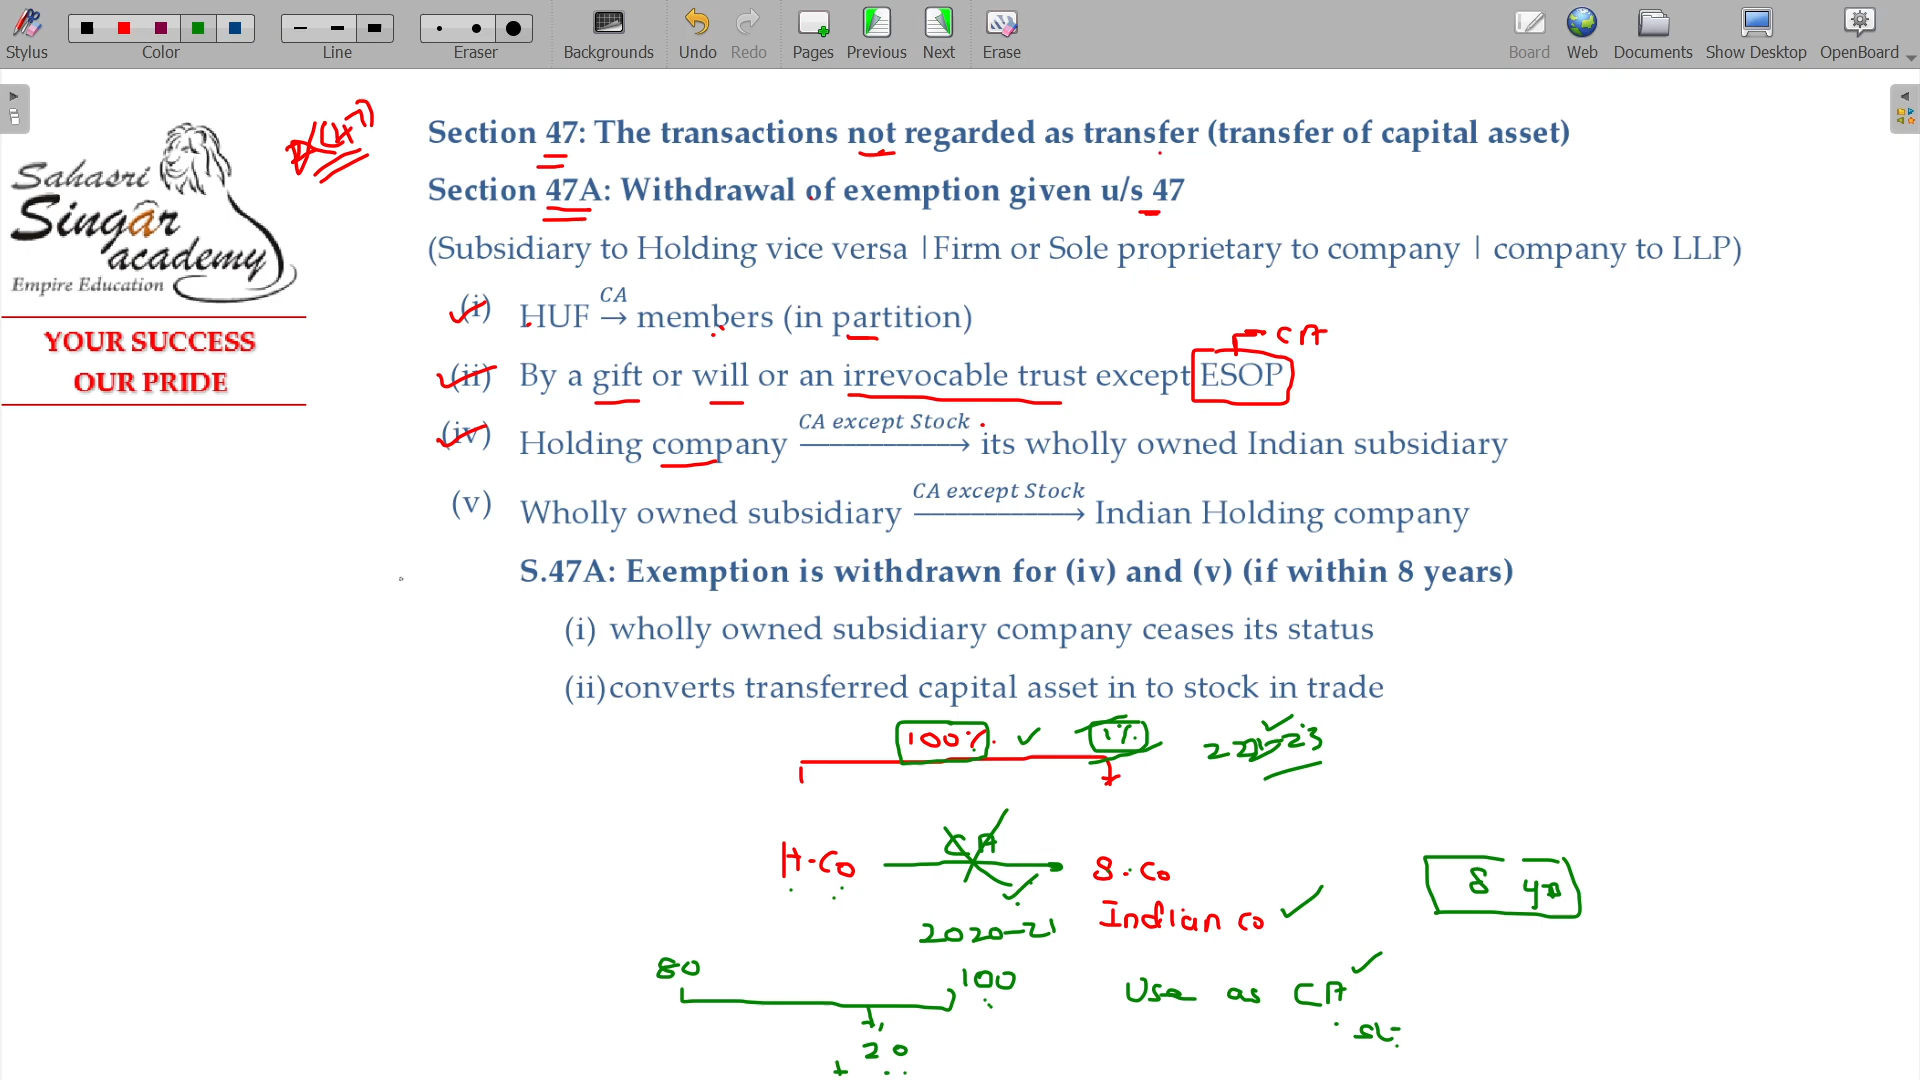 Stylus
Color
Line
Eraser
Backgrounds
Undo
Redo
Pages
Previous
Next
Erase
Board
Web
Documents
Show Desktop
OpenBoard
Sahasri
Singar
academy
Empire Education
YOUR SUCCESS
OUR PRIDE
Section 47: The transactions not regarded as transfer (transfer of capital asset)
Section 47A: Withdrawal of exemption given u/s 47
(Subsidiary to Holding vice versa |Firm or Sole proprietary to company | company to LLP)
(i) HUF CA → members (in partition)
CA
(ii) By a gift or will or an irrevocable trust except ESOP
(iv) Holding company CA except Stock → its wholly owned Indian subsidiary
(v) Wholly owned subsidiary CA except Stock → Indian Holding company
S.47A: Exemption is withdrawn for (iv) and (v) (if within 8 years)
(i) wholly owned subsidiary company ceases its status
(ii) converts transferred capital asset in to stock in trade
100% 1%
H-Co CA S.Co
Indian co
8
2020-21
80 100
Use as CA
20